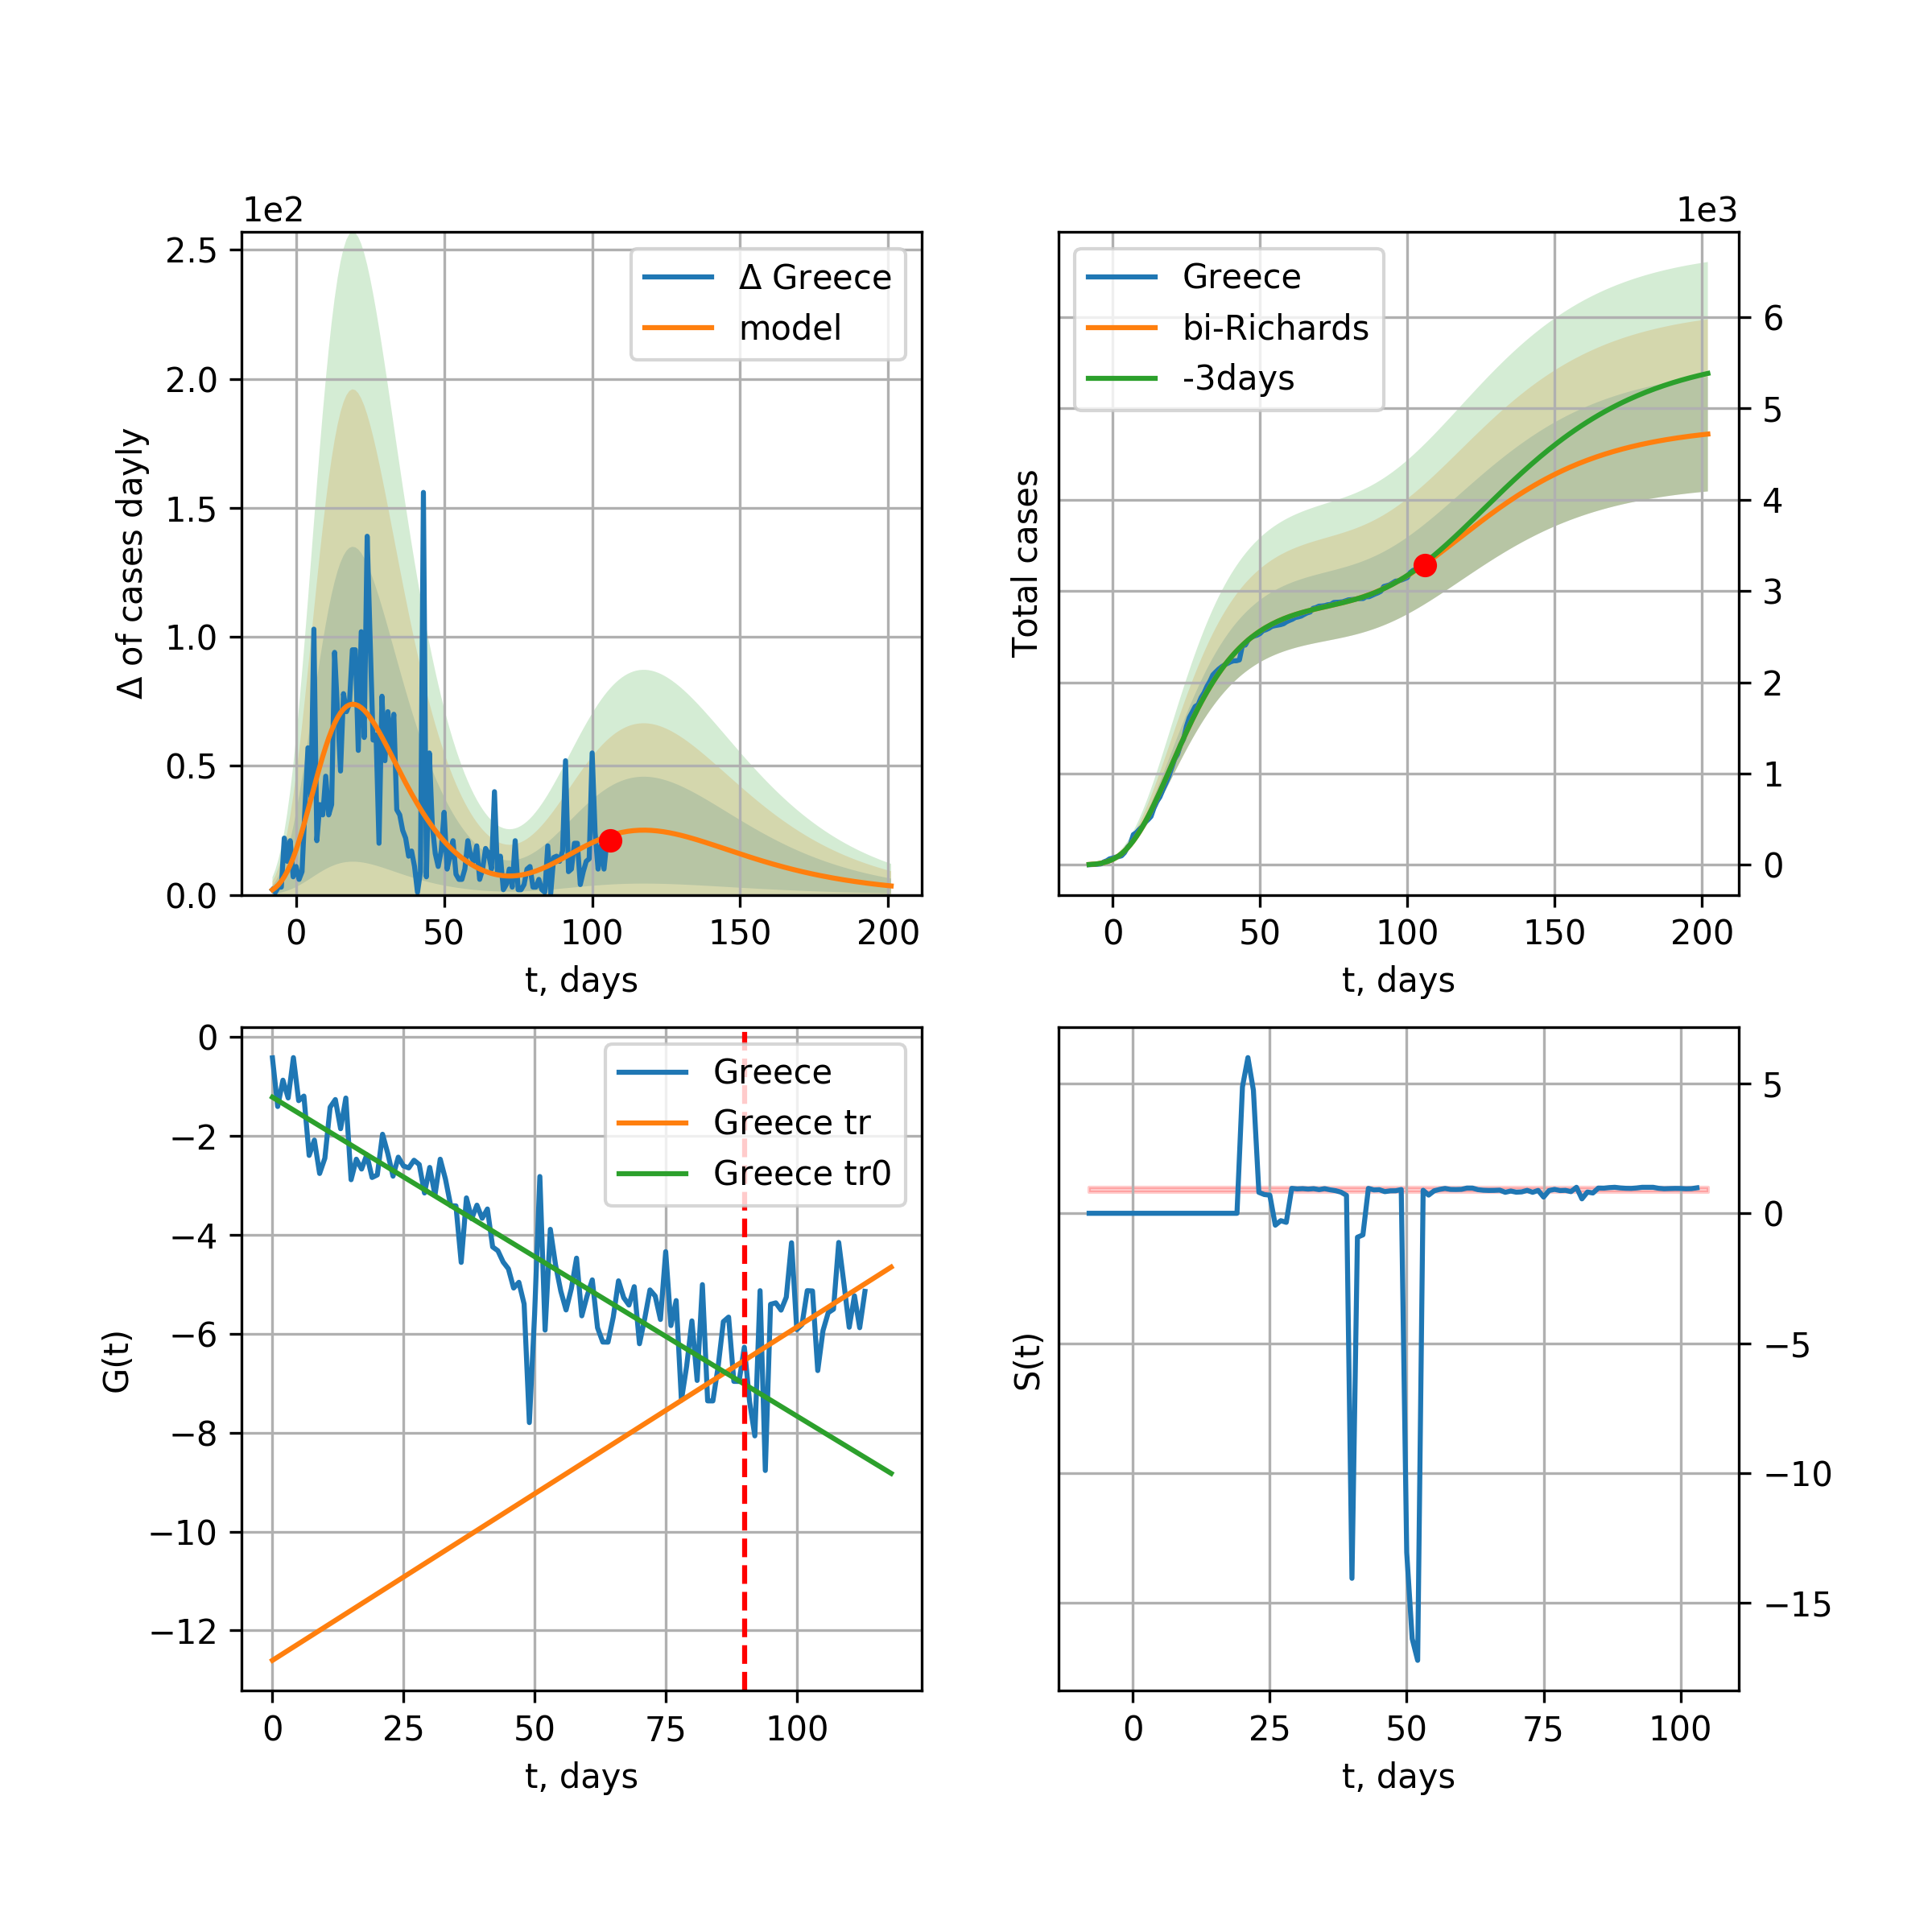 1e2
2.5
2.0
1.5
1.0
0.5
0.0
Δ of cases dayly
Δ Greece
model
0 50 100 150 200
t, days
1e3
Greece
bi-Richards
-3days
Total cases
6
5
4
3
2
1
0
0 50 100 150 200
t, days
0
−2
−4
−6
−8
−10
−12
G(t)
Greece
Greece tr
Greece tr0
0 25 50 75 100
t, days
S(t)
5
0
−5
−10
−15
0 25 50 75 100
t, days